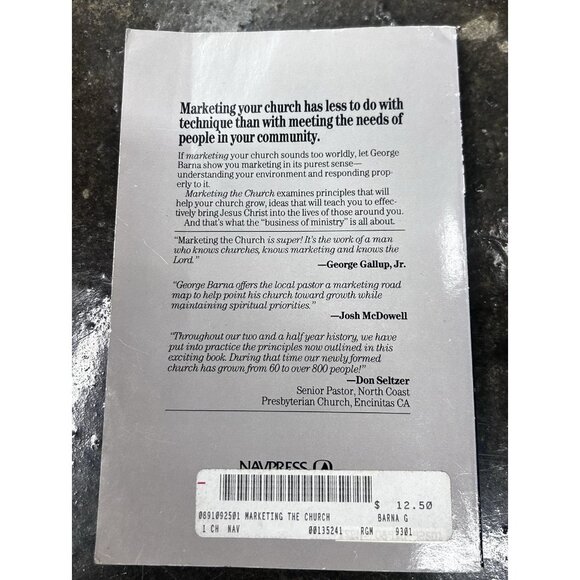 Marketing your church has less to do with
technique than with meeting the needs of
people in your community.
If marketing your church sounds too worldly, let George
Barna show you marketing in its purest sense—
understanding your environment and responding prop-
erly to it.
Marketing the Church examines principles that will
help your church grow, ideas that will teach you to effec-
tively bring Jesus Christ into the lives of those around you.
And that's what the "business of ministry" is all about.
"Marketing the Church is super! It's the work of a man
who knows churches, knows marketing and knows the
Lord."
—George Gallup, Jr.
"George Barna offers the local pastor a marketing road
map to help point his church toward growth while
maintaining spiritual priorities."
—Josh McDowell
"Throughout our two and a half year history, we have
put into practice the principles now outlined in this
exciting book. During that time our newly formed
church has grown from 60 to over 800 people!"
—Don Seltzer
Senior Pastor, North Coast
Presbyterian Church, Encinitas CA
NAVPRESS
$ 12.50
0891092501 MARKETING THE CHURCH BARNA G
1 CH NAV 00135241 RGM 9301